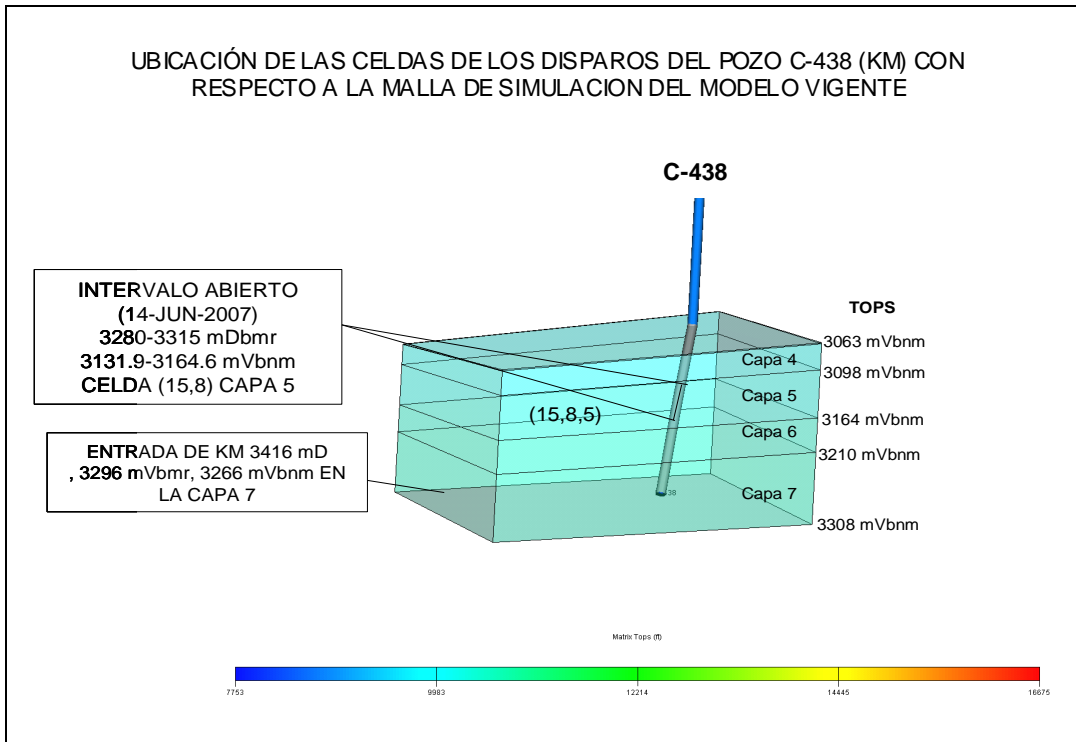 UBICACIÓN DE LAS CELDAS DE LOS DISPAROS DEL POZO C-438 (KM) CON
RESPECTO A LA MALLA DE SIMULACION DEL MODELO VIGENTE
C-438
INTERVALO ABIERTO
(14-JUN-2007)
3280-3315 mDbmr
3131.9-3164.6 mVbnm
CELDA (15,8) CAPA 5
ENTRADA DE KM 3416 mD
, 3296 mVbmr, 3266 mVbnm EN
LA CAPA 7
(15,8,5)
TOPS
3063 mVbnm
Capa 4
3098 mVbnm
Capa 5
3164 mVbnm
Capa 6
3210 mVbnm
Capa 7
3308 mVbnm
38
Matrix Tops (ft)
7753 9983 12214 14445 16675